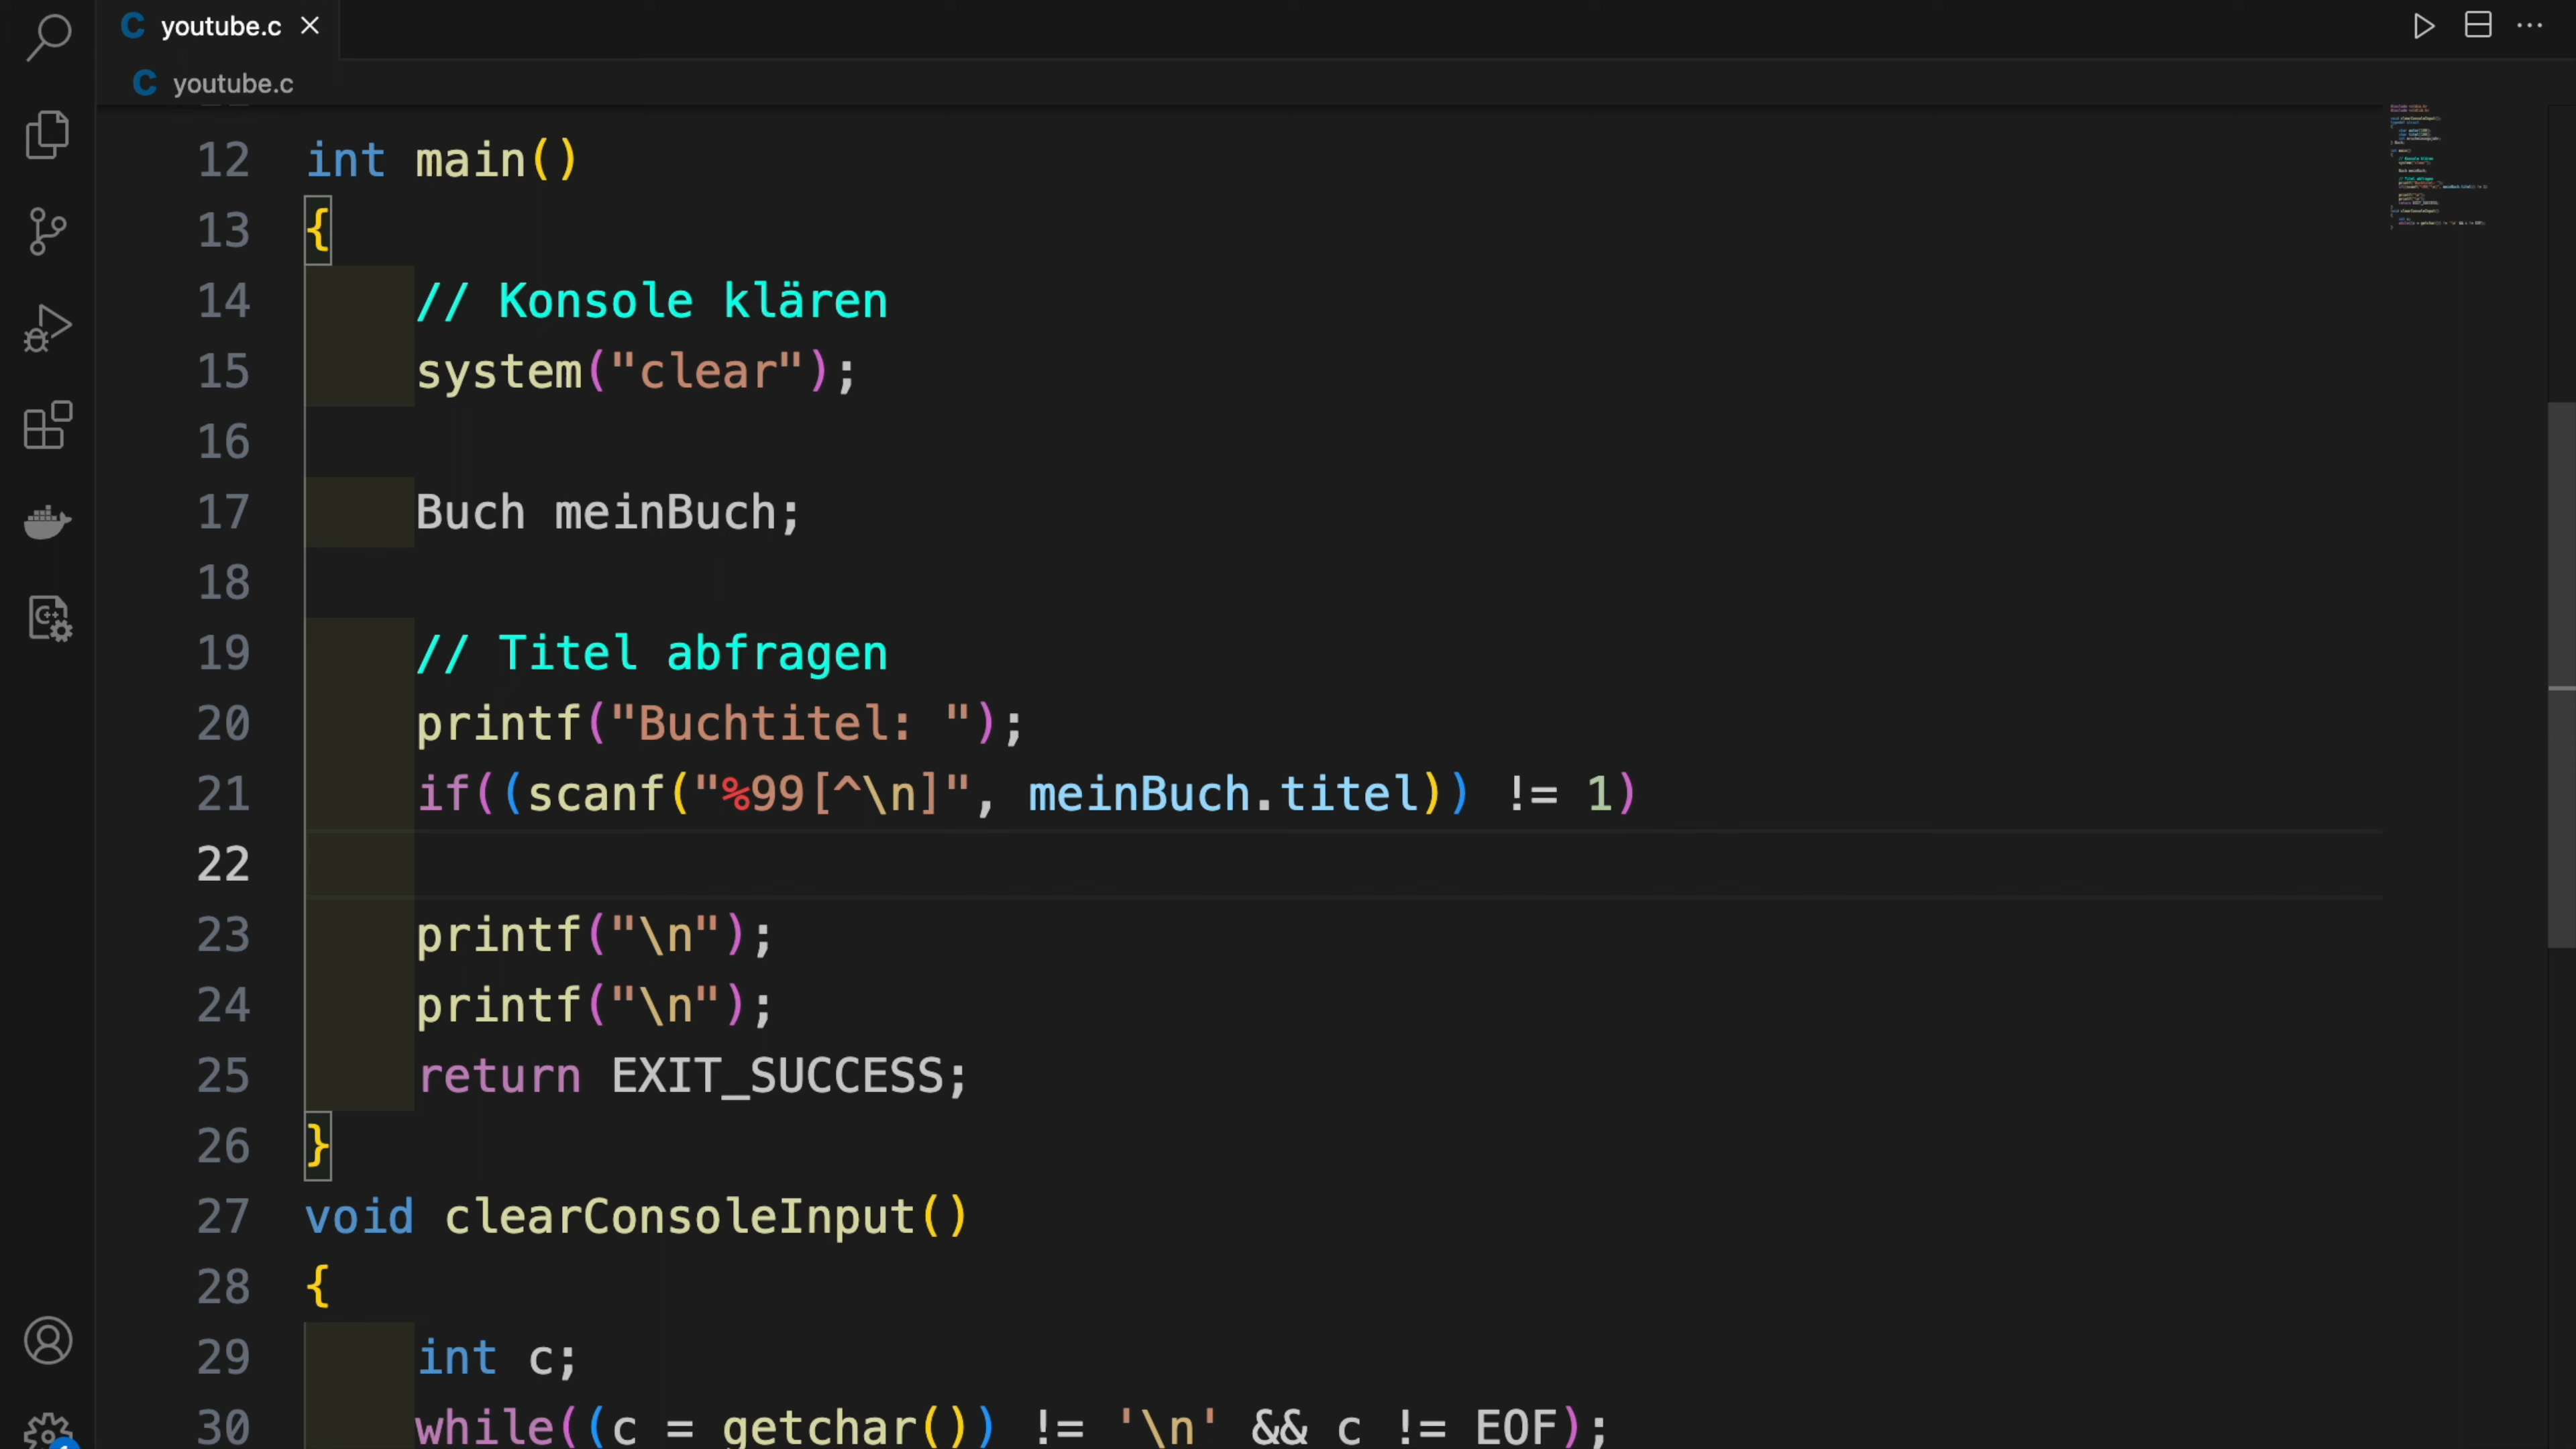 youtube.c
youtube.c
12 int main()
13 {
14 // Konsole klären
15 system("clear");
16
17 Buch meinBuch;
18
19 // Titel abfragen
20 printf("Buchtitel: ");
21 if((scanf("%99[^\n]", meinBuch.titel)) != 1)
22
23 printf("\n");
24 printf("\n");
25 return EXIT_SUCCESS;
26 }
27 void clearConsoleInput()
28 {
29 int c;
30 while((c = getchar()) != '\n' && c != EOF);